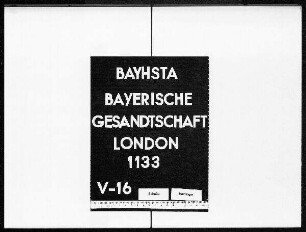 BAYHSTA
BAYERISCHE
GESANDTSCHAFT
LONDON
1133
V-16